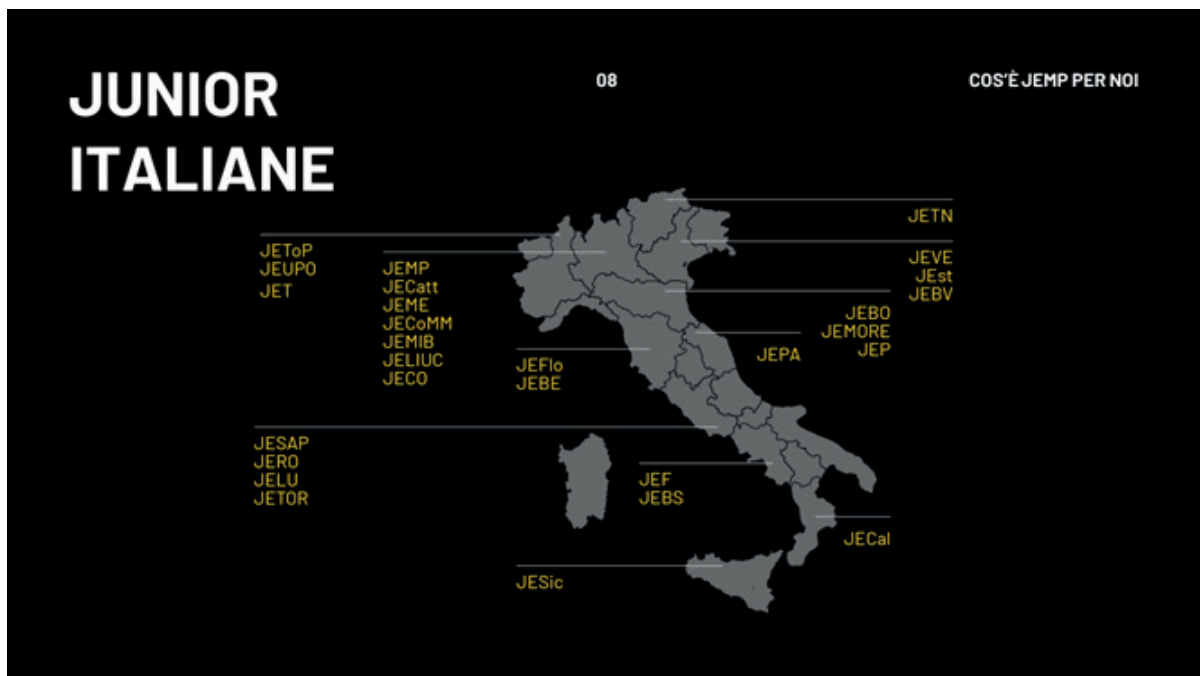 JUNIOR
ITALIANE
08
COS'È JEMP PER NOI
JEToP
JEUPO
JET
JEMP
JECatt
JEME
JECoMM
JEMIB
JELIUC
JECO
JETN
JEVE
JEst
JEBV
JEBO
JEMORE
JEP
JEPA
JEFlo
JEBE
JESAP
JERO
JELU
JETOR
JEF
JEBS
JECal
JESic